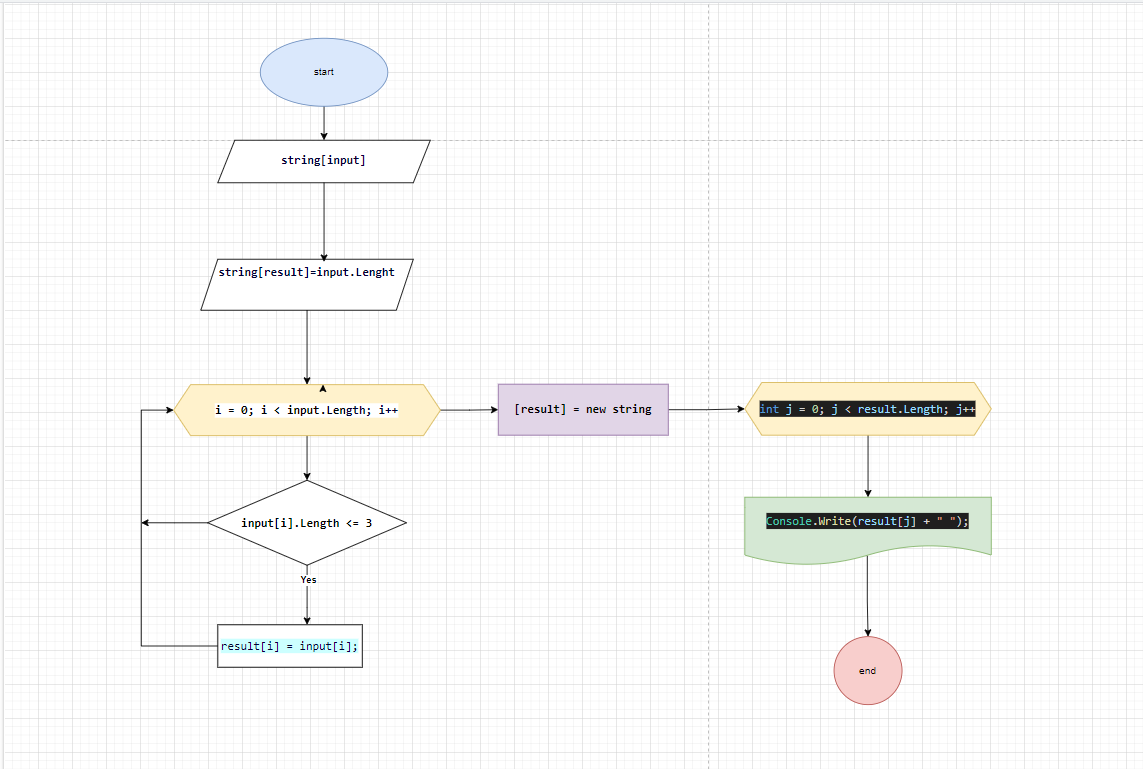 start
string[input]
string[result]=input.Lenght
i = 0; i < input.Length; i++
[result] = new string
int j = 0; j < result.Length; j++
input[i].Length <= 3
Console.Write(result[j] + " ");
Yes
result[i] = input[i];
end